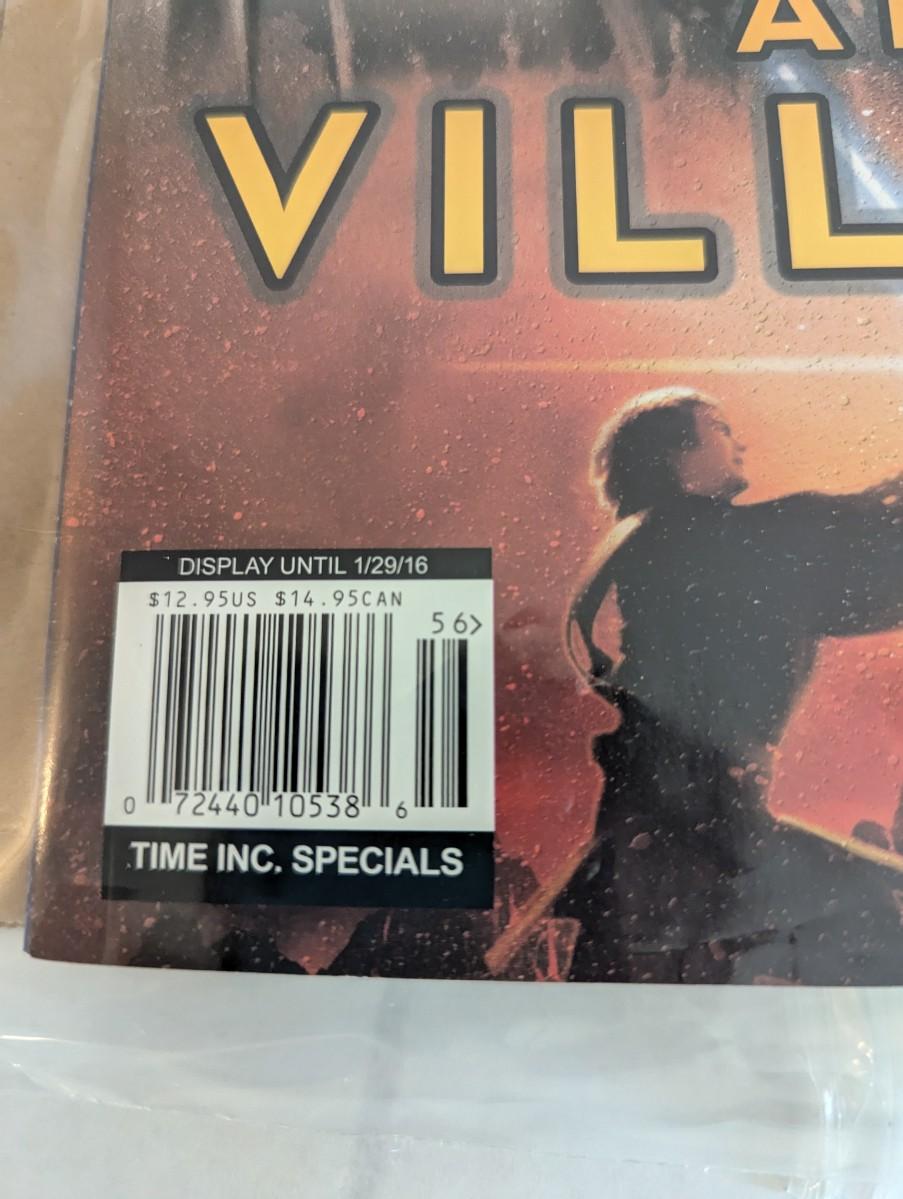 VILL
DISPLAY UNTIL 1/29/16
$12.95US $14.95CAN
56>
0 72440 10538 6
TIME INC. SPECIALS